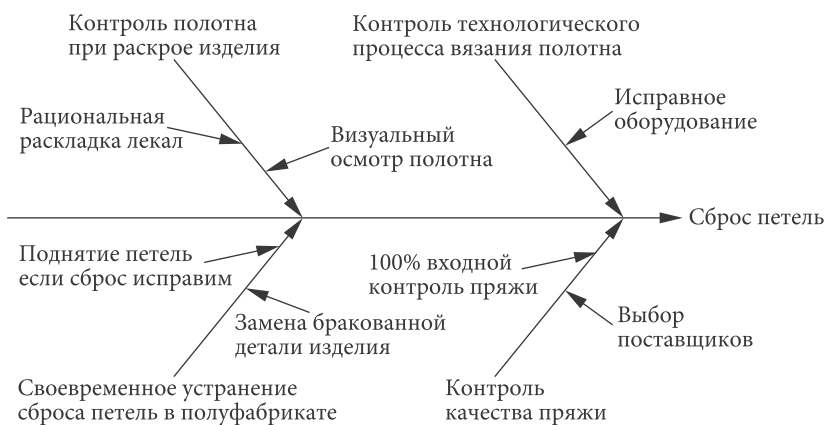 Контроль полотна
при раскрое изделия
Контроль технологического
процесса вязания полотна
Рациональная
раскладка лекал
Визуальный
осмотр полотна
Исправное
оборудование
Сброс петель
Поднятие петель
если сброс исправим
100% входной
контроль пряжи
Замена бракованной
детали изделия
Выбор
поставщиков
Своевременное устранение
сброса петель в полуфабрикате
Контроль
качества пряжи